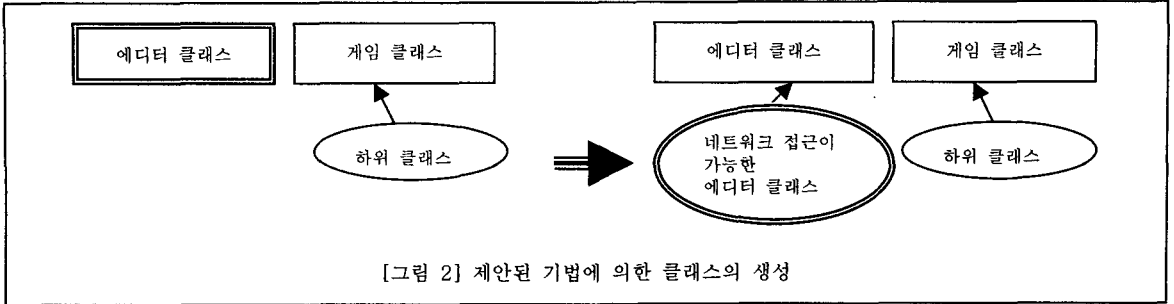 에디터 클래스
게임 클래스
하위 클래스
에디터 클래스
게임 클래스
네트워크 접근이
가능한
에디터 클래스
하위 클래스
[그림 2] 제안된 기법에 의한 클래스의 생성